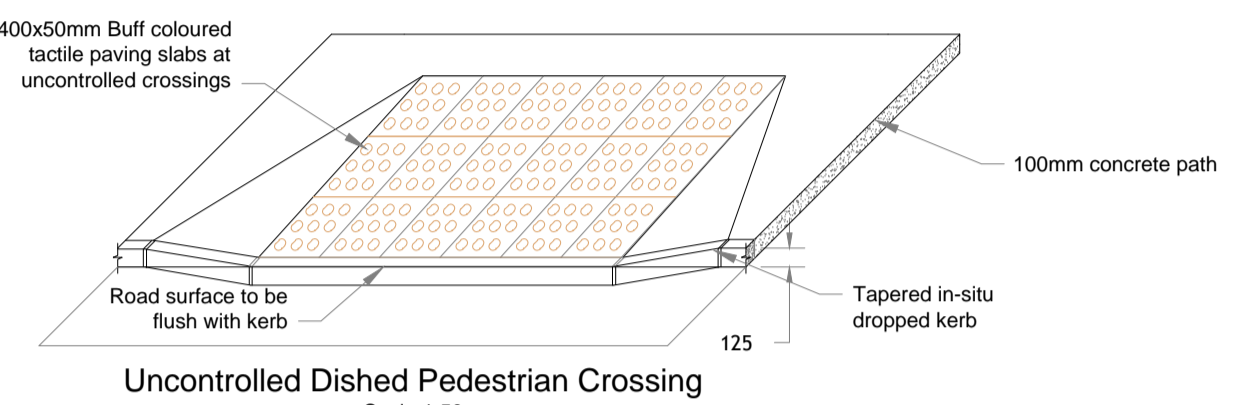 400x50mm Buff coloured
tactile paving slabs at
uncontrolled crossings
100mm concrete path
Road surface to be
flush with kerb
Tapered in-situ
dropped kerb
125
Uncontrolled Dished Pedestrian Crossing